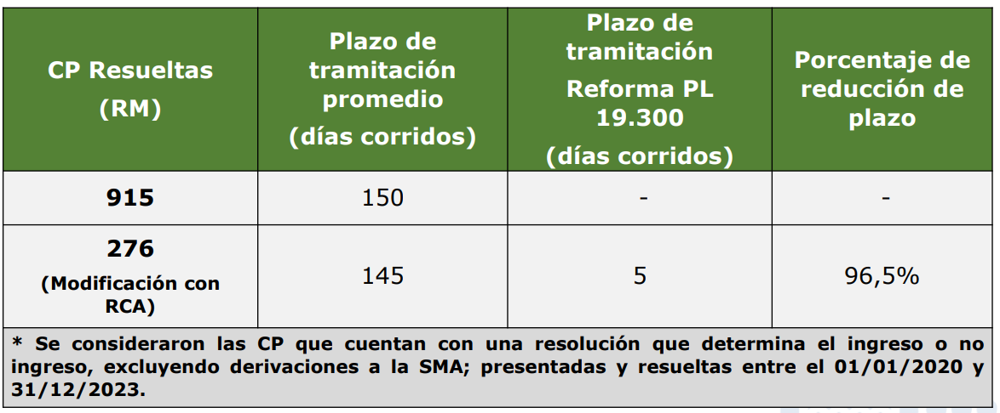 CP Resueltas
(RM)
Plazo de
tramitación
promedio
(días corridos)
Plazo de
tramitación
Reforma PL
19.300
(días corridos)
Porcentaje de
reducción de
plazo
915
150
-
-
276
(Modificación con
RCA)
145
5
96,5%
* Se consideraron las CP que cuentan con una resolución que determina el ingreso o no
ingreso, excluyendo derivaciones a la SMA; presentadas y resueltas entre el 01/01/2020 y
31/12/2023.